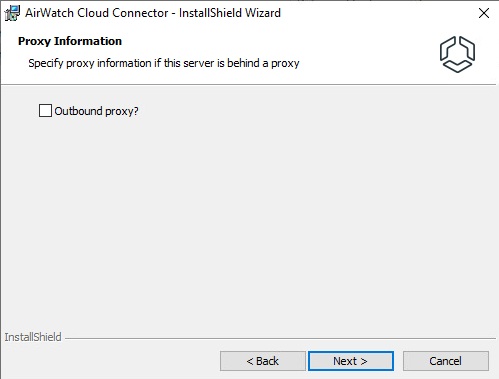 AirWatch Cloud Connector - InstallShield Wizard
Proxy Information
Specify proxy information if this server is behind a proxy
Outbound proxy?
InstallShield
< Back
Next >
Cancel